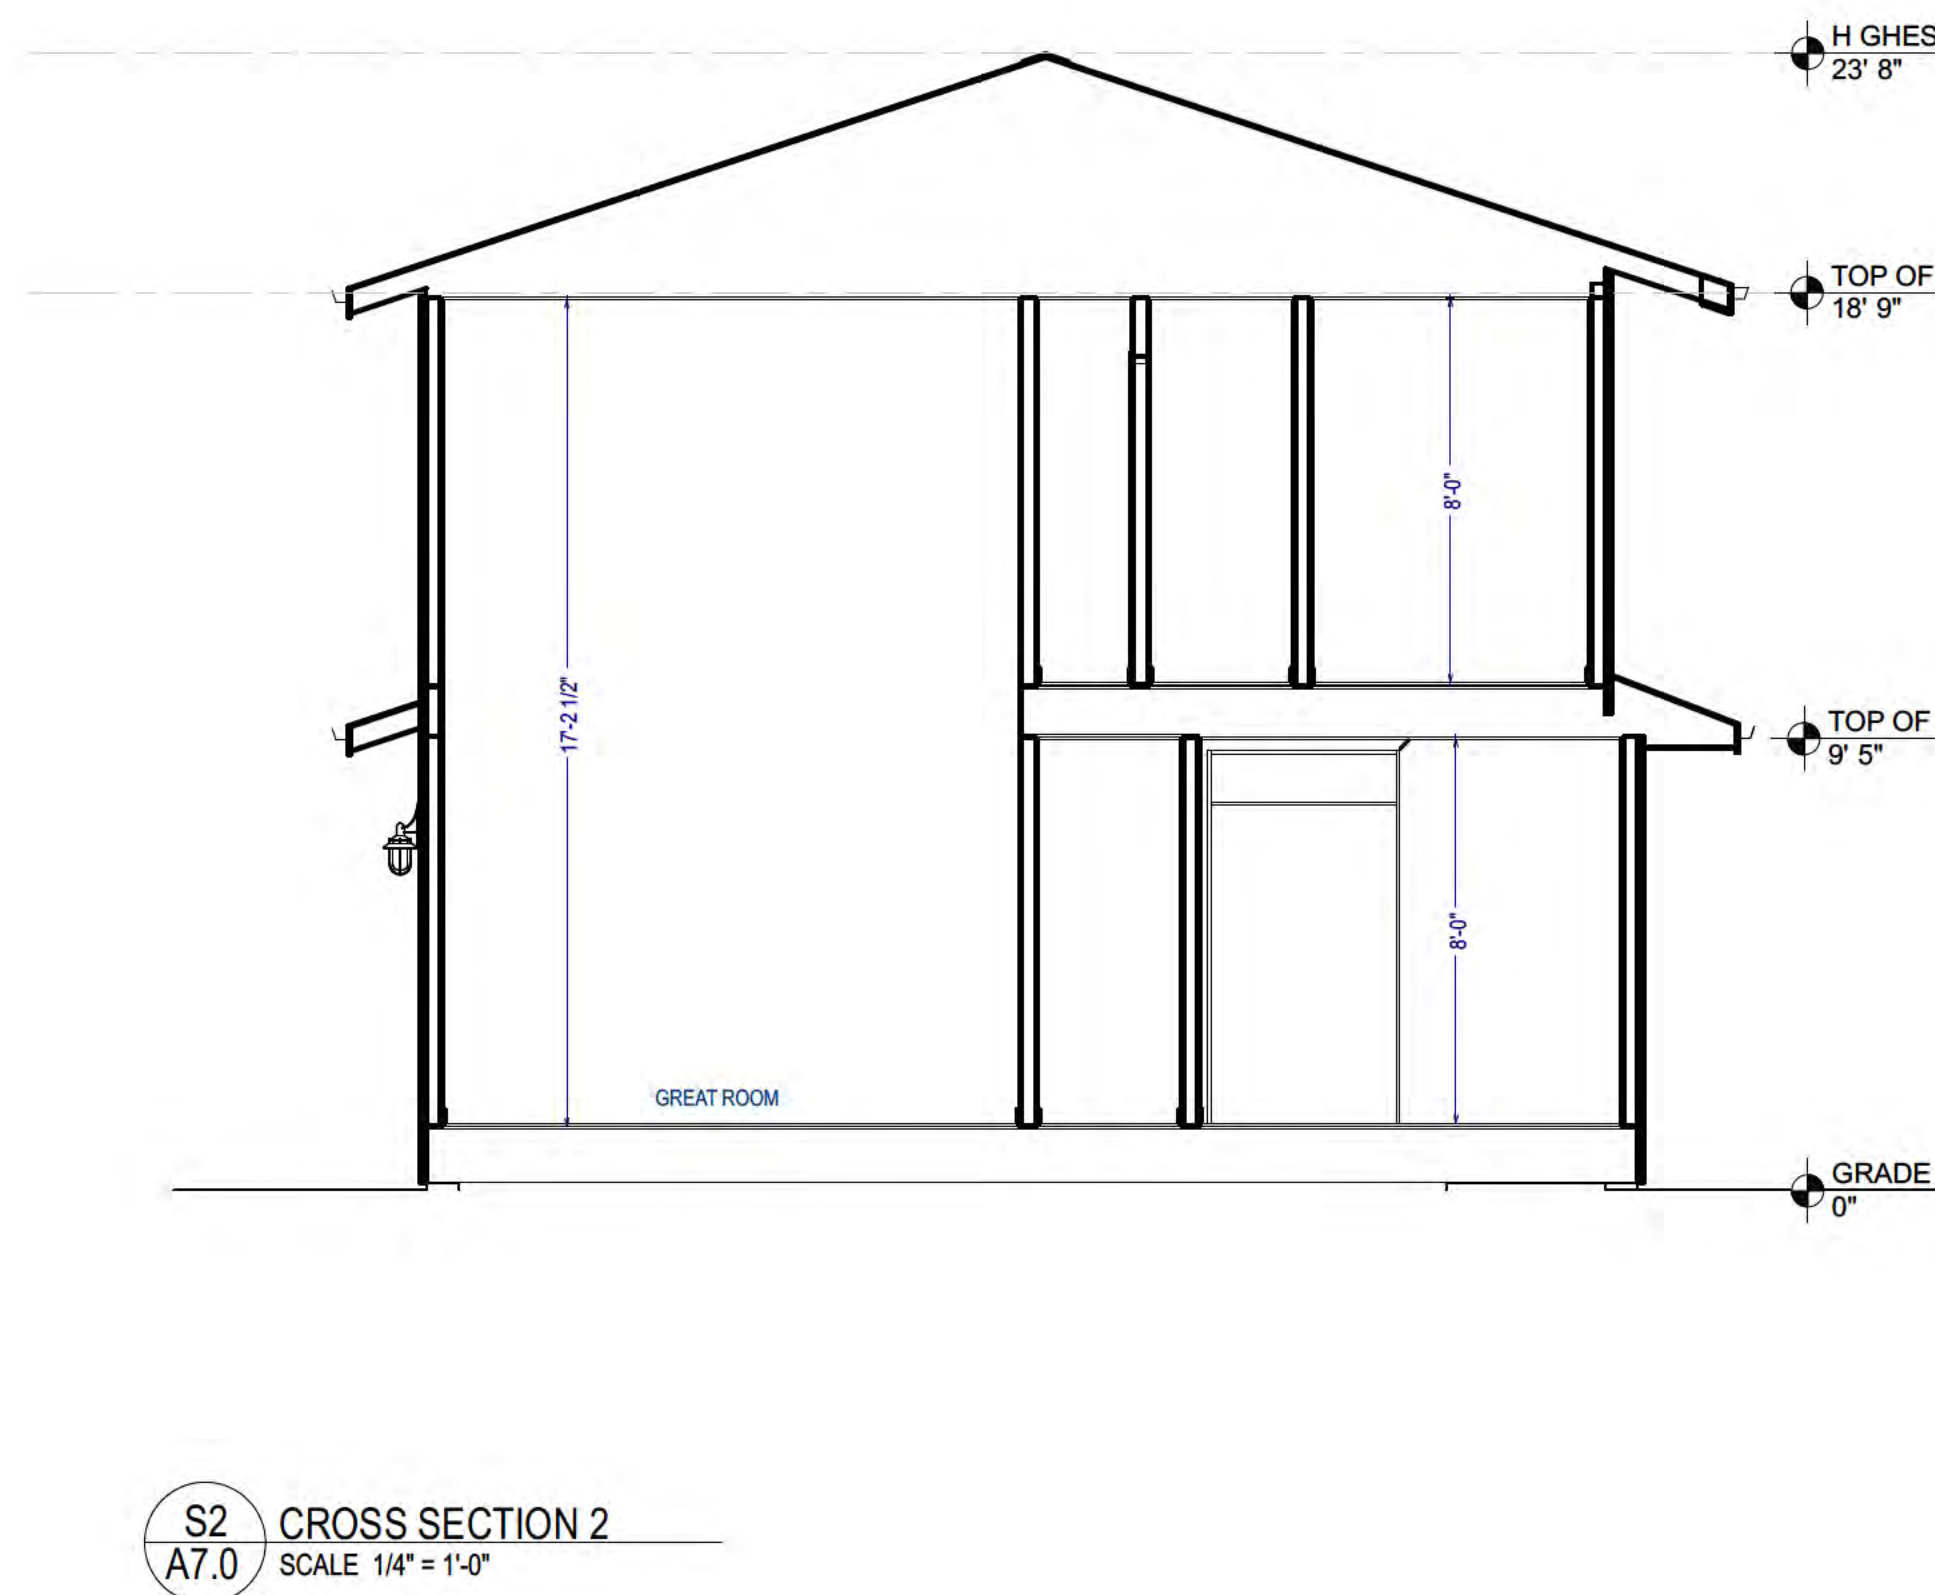 H GHES
23' 8"
TOP OF
18' 9"
8'-0"
17'-2 1/2"
TOP OF
9' 5"
8'-0"
GREAT ROOM
GRADE
0"
S2
A7.0
CROSS SECTION 2
SCALE 1/4" = 1'-0"